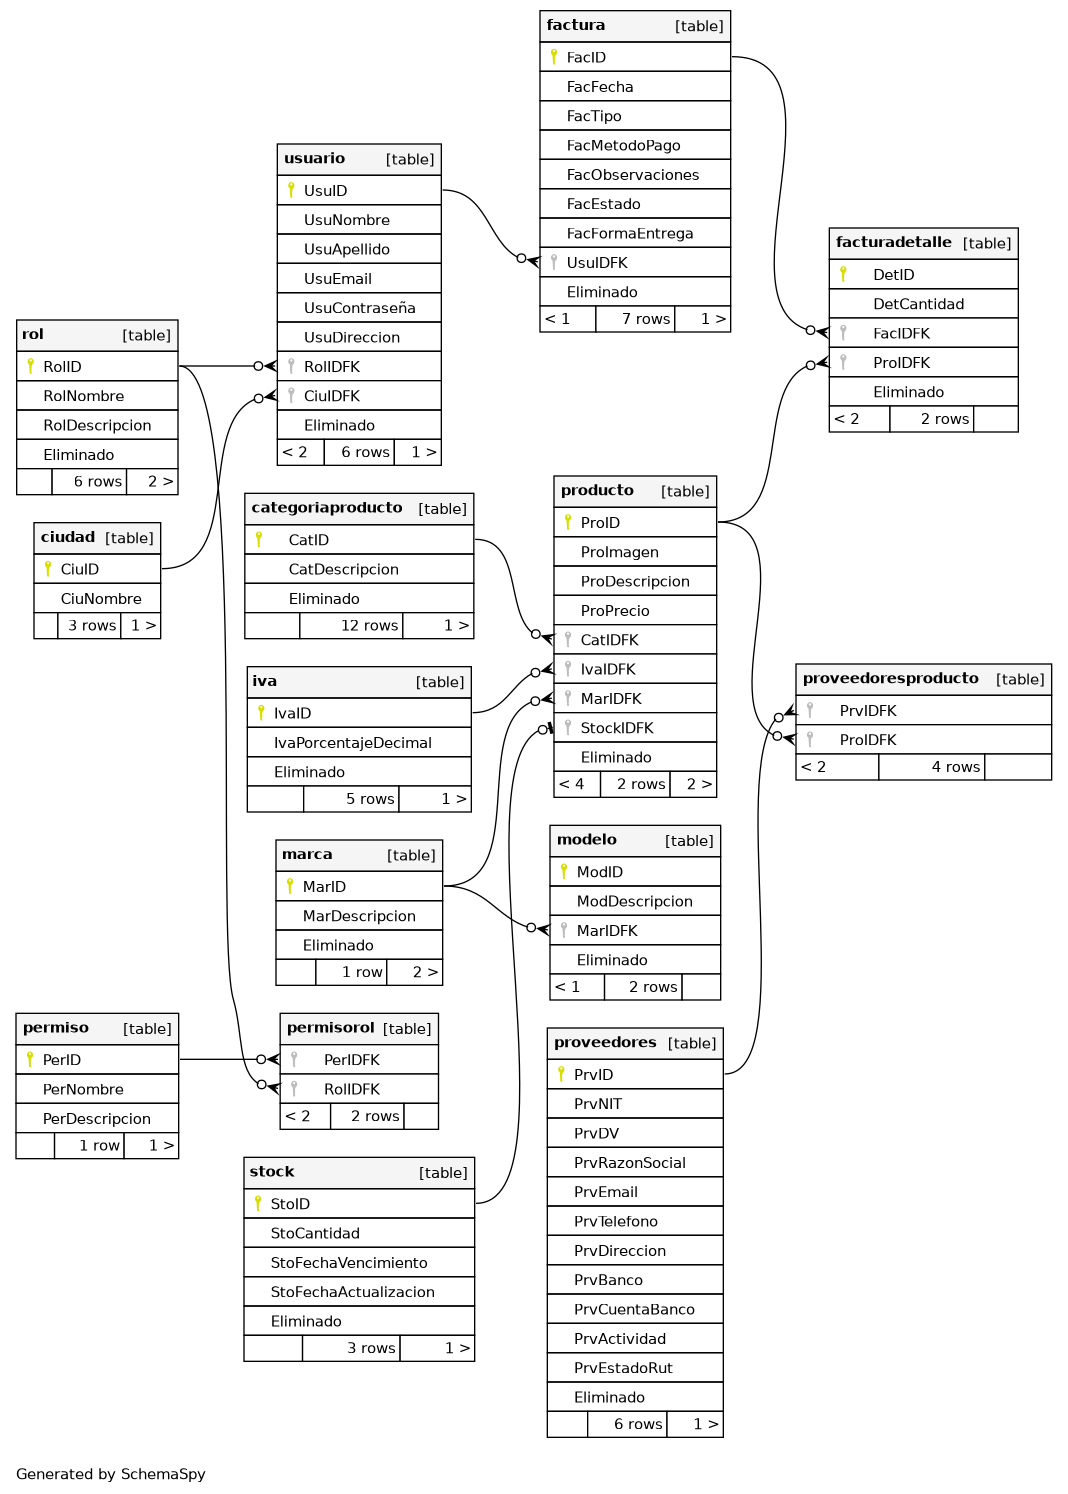 factura [table]
FacID
FacFecha
FacTipo
FacMetodoPago
FacObservaciones
FacEstado
FacFormaEntrega
UsuIDFK
Eliminado
< 1 7 rows 1 >
usuario [table]
UsuID
UsuNombre
UsuApellido
UsuEmail
UsuContraseña
UsuDireccion
RolIDFK
CiuIDFK
Eliminado
< 2 6 rows 1 >
facturadetalle [table]
DetID
DetCantidad
FacIDFK
ProIDFK
Eliminado
< 2 2 rows
rol [table]
RolID
RolNombre
RolDescripcion
Eliminado
6 rows 2 >
ciudad [table]
CiuID
CiuNombre
3 rows 1 >
categoriaproducto [table]
CatID
CatDescripcion
Eliminado
12 rows 1 >
producto [table]
ProID
ProImagen
ProDescripcion
ProPrecio
CatIDFK
IvaIDFK
MarIDFK
StockIDFK
Eliminado
< 4 2 rows 2 >
iva [table]
IvaID
IvaPorcentajeDecimal
Eliminado
5 rows 1 >
proveedoresproducto [table]
PrvIDFK
ProIDFK
< 2 4 rows
marca [table]
MarID
MarDescripcion
Eliminado
1 row 2 >
modelo [table]
ModID
ModDescripcion
MarIDFK
Eliminado
< 1 2 rows
permiso [table]
PerID
PerNombre
PerDescripcion
1 row 1 >
permisorol [table]
PerIDFK
RolIDFK
< 2 2 rows
proveedores [table]
PrvID
PrvNIT
PrvDV
PrvRazonSocial
PrvEmail
PrvTelefono
PrvDireccion
PrvBanco
PrvCuentaBanco
PrvActividad
PrvEstadoRut
Eliminado
6 rows 1 >
stock [table]
StoID
StoCantidad
StoFechaVencimiento
StoFechaActualizacion
Eliminado
3 rows 1 >
Generated by SchemaSpy